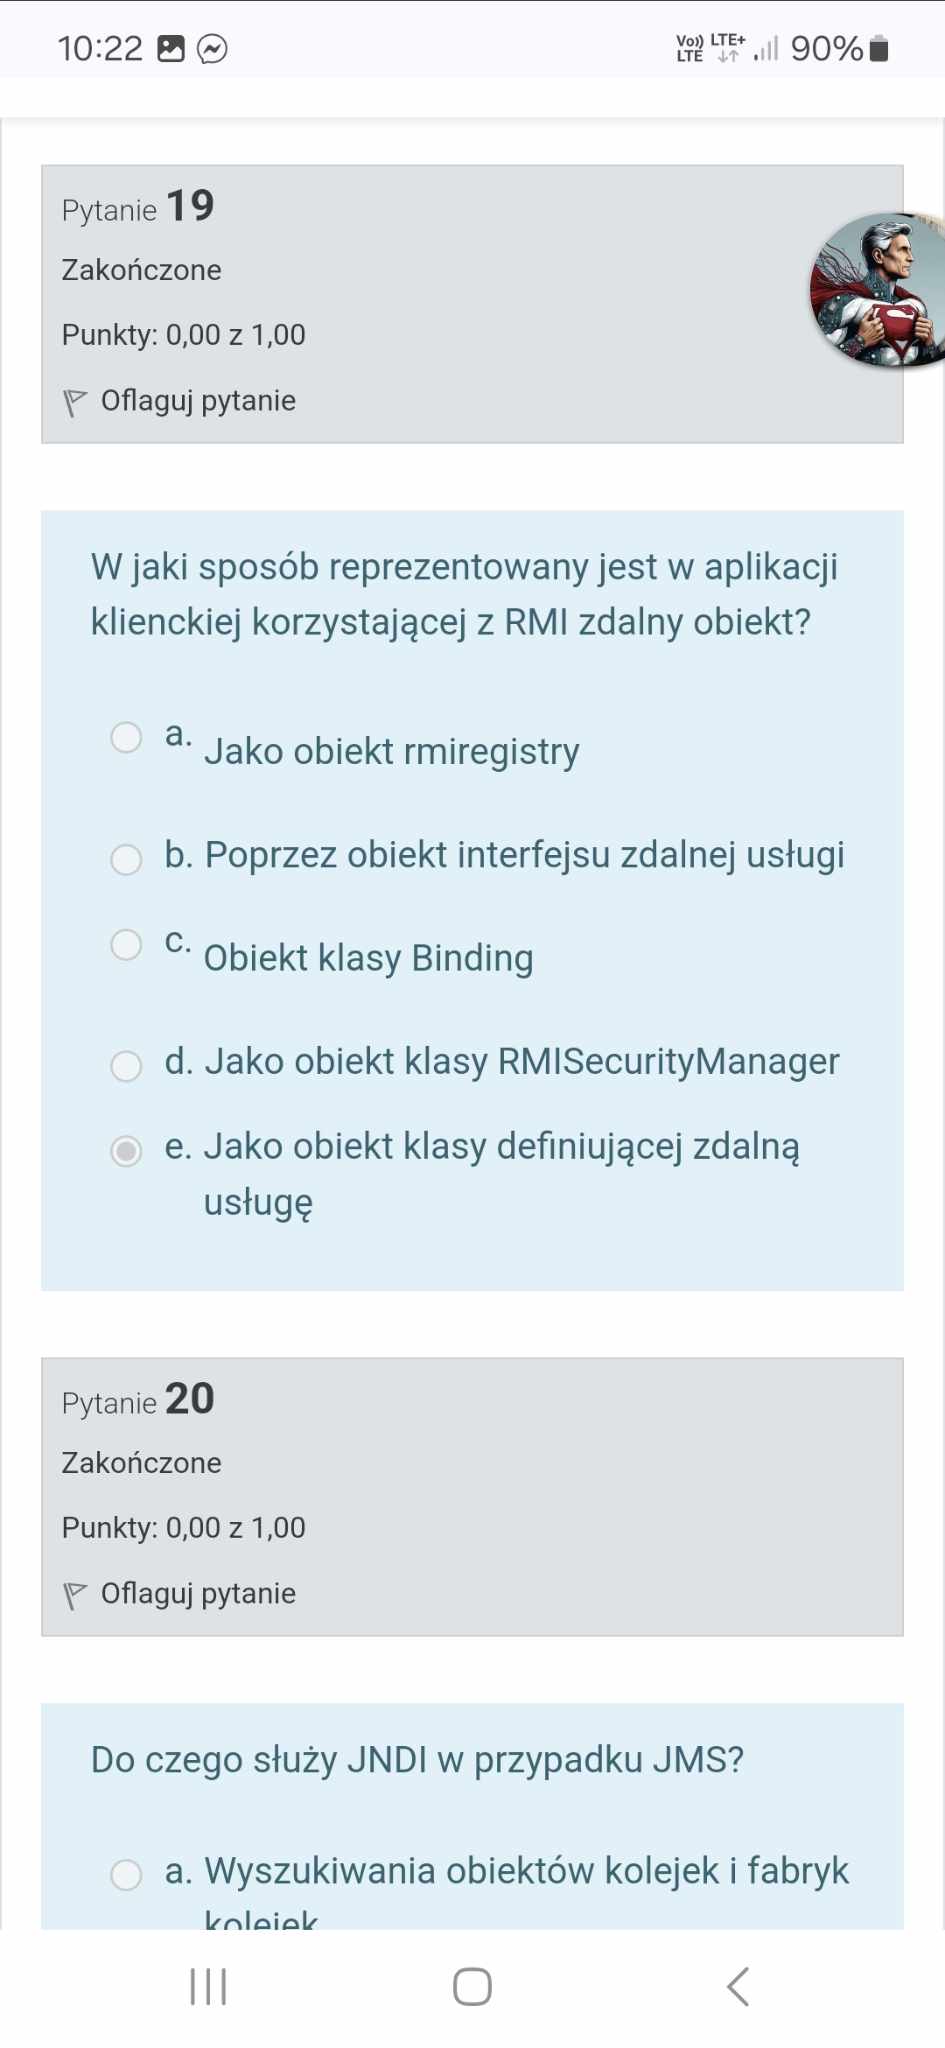 10:22
Vo)) LTE+
LTE
90%
Pytanie 19
Zakończone
Punkty: 0,00 z 1,00
Oflaguj pytanie
W jaki sposób reprezentowany jest w aplikacji
klienckiej korzystającej z RMI zdalny obiekt?
a. Jako obiekt rmiregistry
b. Poprzez obiekt interfejsu zdalnej usługi
c. Obiekt klasy Binding
d. Jako obiekt klasy RMISecurityManager
e. Jako obiekt klasy definiującej zdalną
usługę
Pytanie 20
Zakończone
Punkty: 0,00 z 1,00
Oflaguj pytanie
Do czego służy JNDI w przypadku JMS?
a. Wyszukiwania obiektów kolejek i fabryk
kolejek